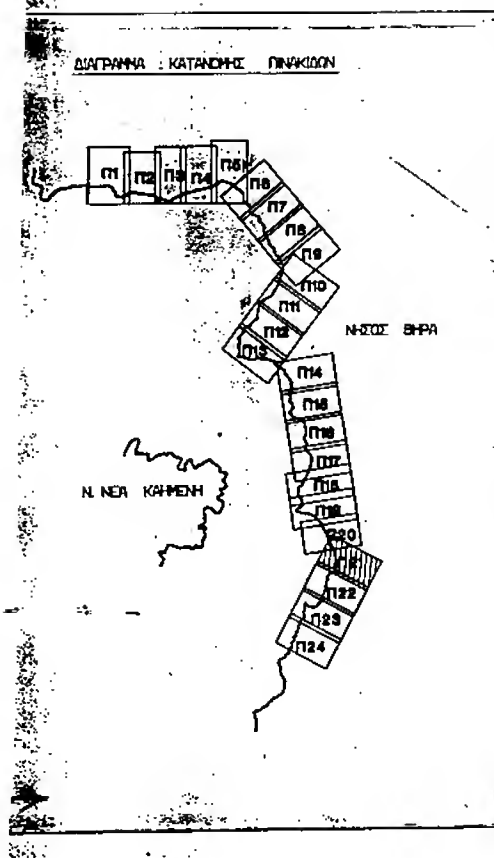 ΔΙΑΓΡΑΜΜΑ : ΚΑΤΑΝΟΜΗΣ ΠΙΝΑΚΙΔΩΝ
Π1
Π2
Π3
Π4
Π5
Π6
Π7
Π8
Π9
Π10
Π11
Π12
Π13
ΝΗΣΟΣ ΘΗΡΑ
Π14
Π15
Π16
Π17
Π18
Π19
Π20
Ν. ΝΕΑ ΚΑΗΜΕΝΗ
Π21
Π22
Π23
Π24